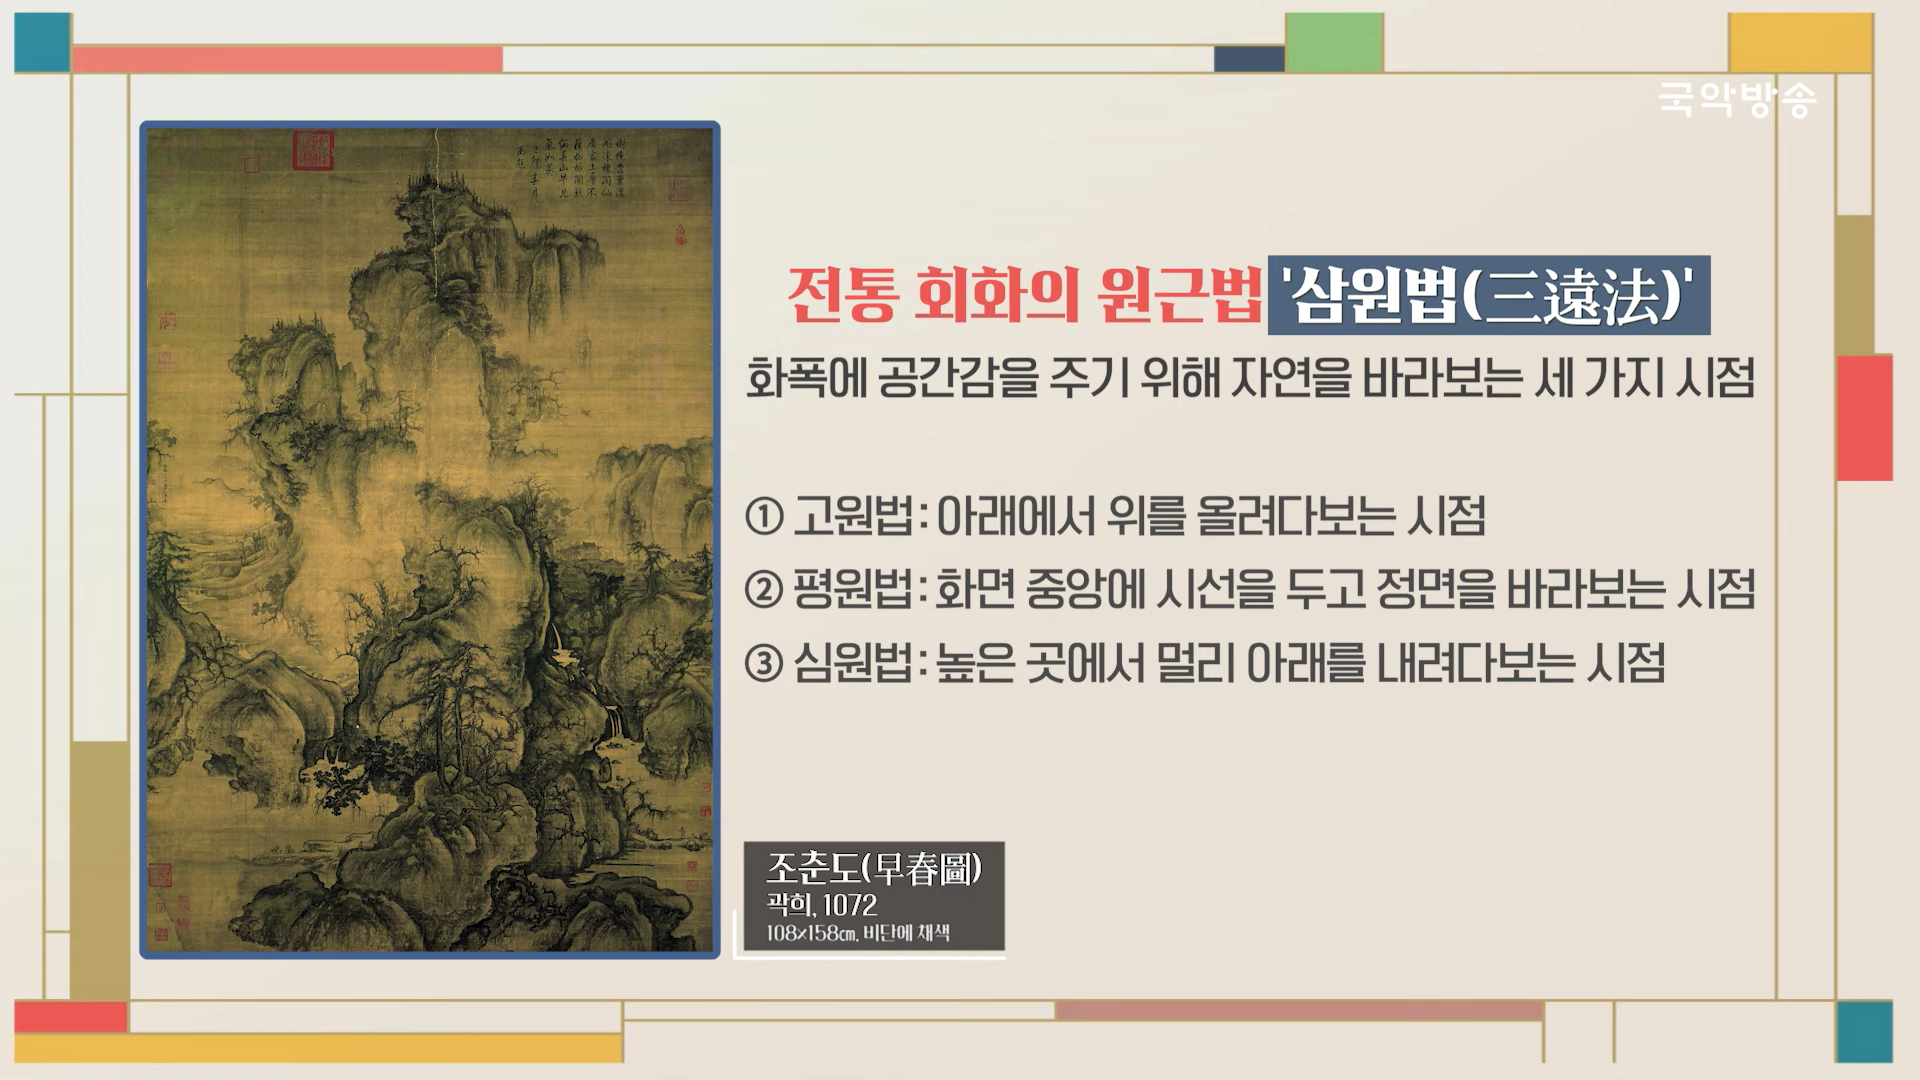 국악방송
전통 회화의 원근법 '삼원법(三遠法)'
화폭에 공간감을 주기 위해 자연을 바라보는 세 가지 시점
① 고원법 : 아래에서 위를 올려다보는 시점
② 평원법 : 화면 중앙에 시선을 두고 정면을 바라보는 시점
③ 심원법 : 높은 곳에서 멀리 아래를 내려다보는 시점
조춘도(早春圖)
곽희, 1072
108×158㎝, 비단에 채색